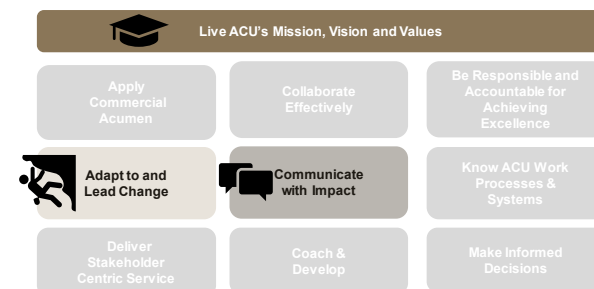 Live ACU's Mission, Vision and Values
Apply
Commercial
Acumen
Collaborate
Effectively
Be Responsible and
Accountable for
Achieving
Excellence
Adapt to and
Lead Change
Communicate
with Impact
Know ACU Work
Processes &
Systems
Deliver
Stakeholder
Centric Service
Coach &
Develop
Make Informed
Decisions